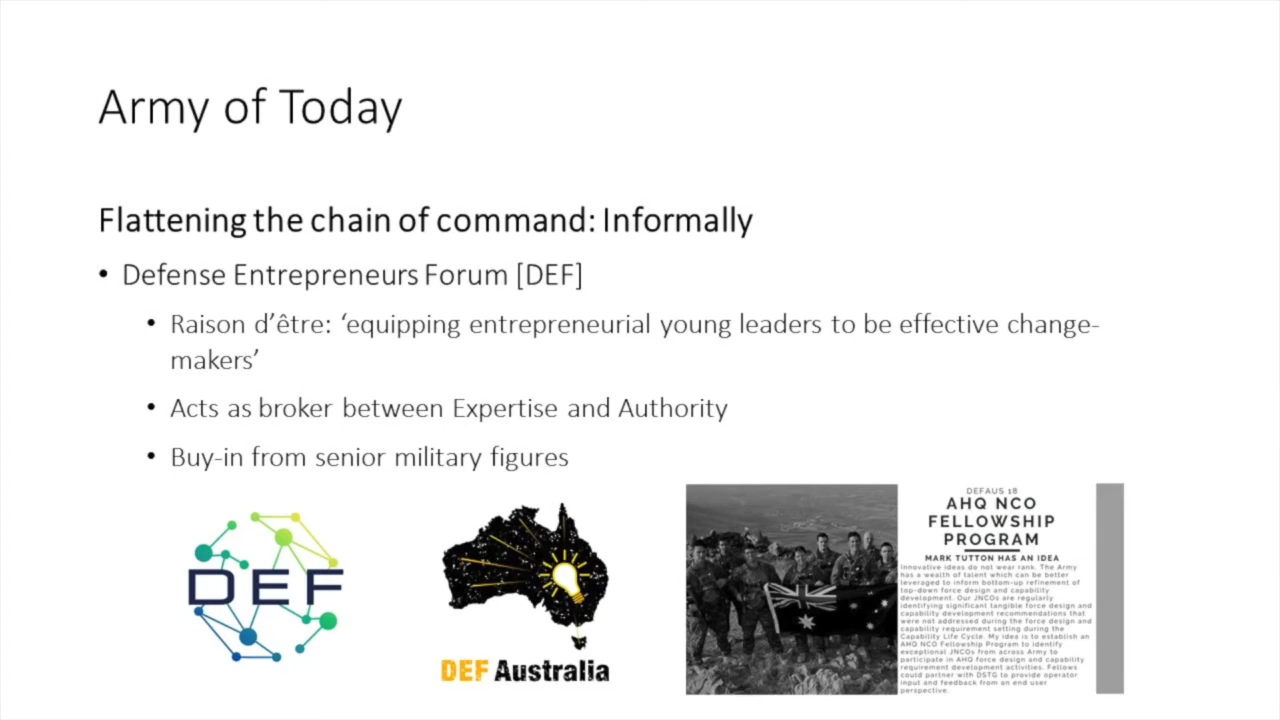 Army of Today
Flattening the chain of command: Informally
• Defense Entrepreneurs Forum [DEF]
• Raison d’être: ‘equipping entrepreneurial young leaders to be effective change-
makers’
• Acts as broker between Expertise and Authority
• Buy-in from senior military figures
DEF
DEF Australia
DEFAUS 18
AHQ NCO
FELLOWSHIP
PROGRAM
MARK TUTTON HAS AN IDEA
Innovative ideas do not wear rank. The Army
has a wealth of talent which can be better
leveraged to inform bottom-up refinement of
top-down force design and capability
development. Our JNCOs are regularly
identifying significant tangible force design and
capability development recommendations that
were not addressed during the force design and
capability requirement setting during the
Capability Life Cycle. My idea is to establish an
AHQ NCO Fellowship Program to identify
exceptional JNCOs from across Army to
participate in AHQ force design and capability
requirement development activities. Fellows
could partner with DSTG to provide operator
input and feedback from an end user
perspective.